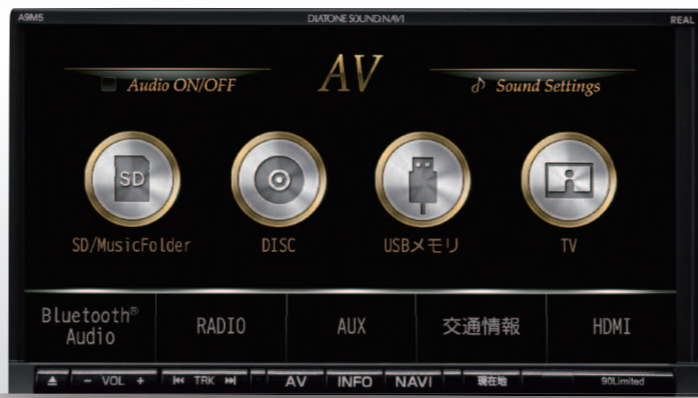 A9M5 DIATONE SOUND.NAVI REAL
AV
Audio ON/OFF
♪ Sound Settings
SD
SD/MusicFolder DISC USBメモリ TV
Bluetooth®
Audio
RADIO AUX 交通情報 HDMI
− VOL + TRK AV INFO NAVI 現在地 90Limited